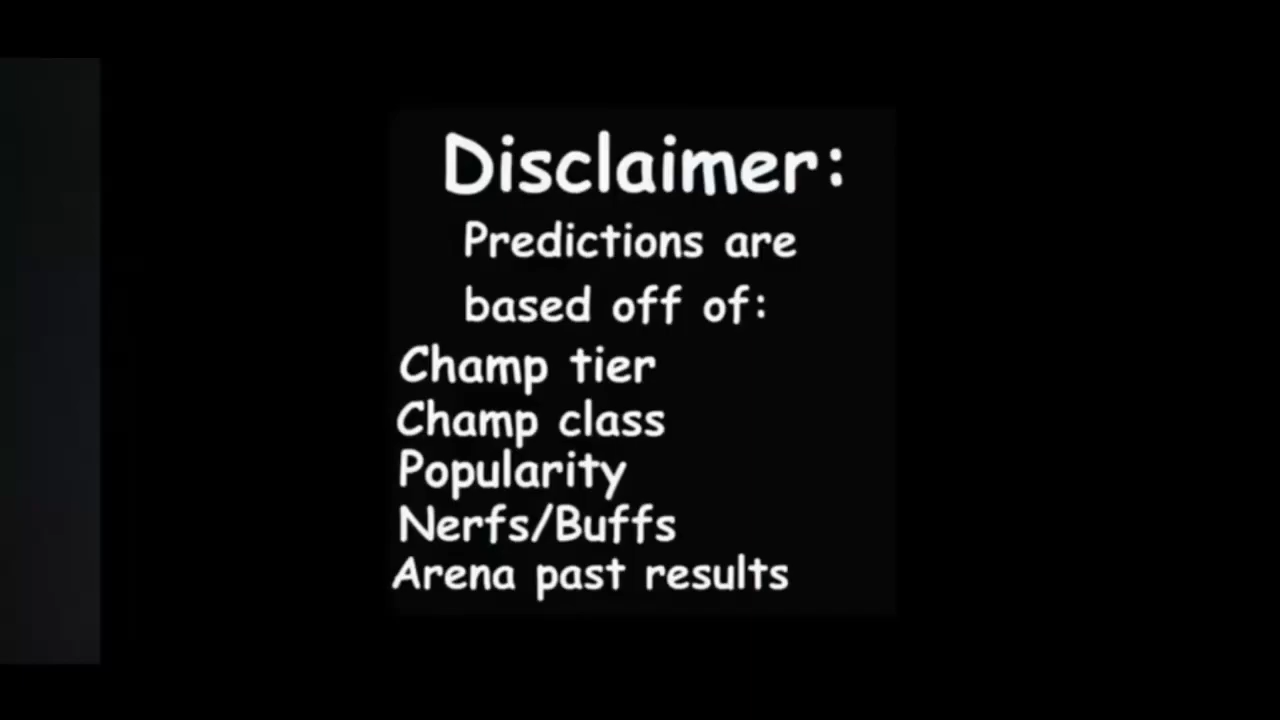 Disclaimer:
Predictions are
based off of:
Champ tier
Champ class
Popularity
Nerfs/Buffs
Arena past results